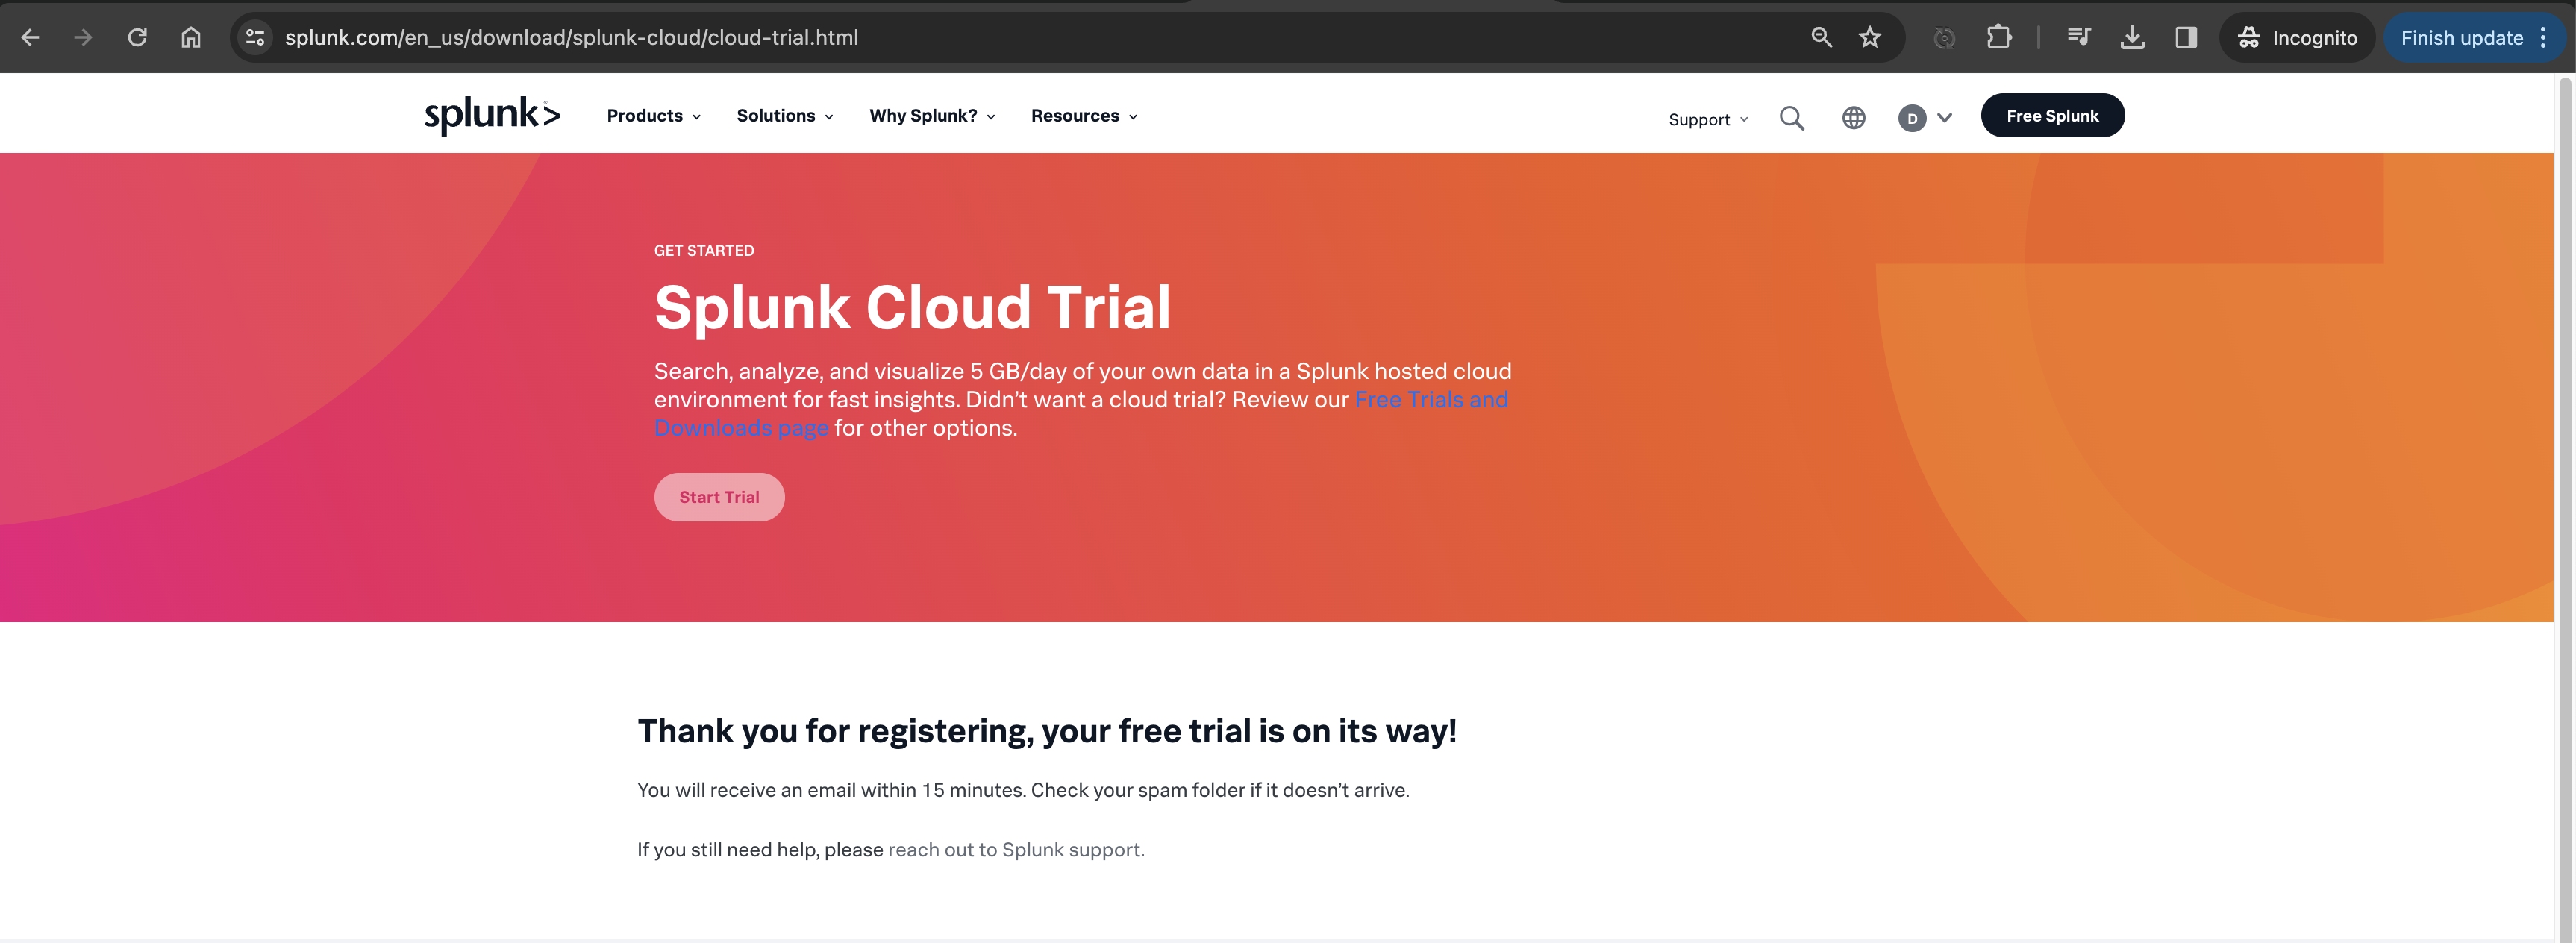 splunk.com/en_us/download/splunk-cloud/cloud-trial.html
Incognito
Finish update
splunk>
Products
Solutions
Why Splunk?
Resources
Support
D
Free Splunk
GET STARTED
Splunk Cloud Trial
Search, analyze, and visualize 5 GB/day of your own data in a Splunk hosted cloud
environment for fast insights. Didn’t want a cloud trial? Review our Free Trials and
Downloads page for other options.
Start Trial
Thank you for registering, your free trial is on its way!
You will receive an email within 15 minutes. Check your spam folder if it doesn’t arrive.
If you still need help, please reach out to Splunk support.